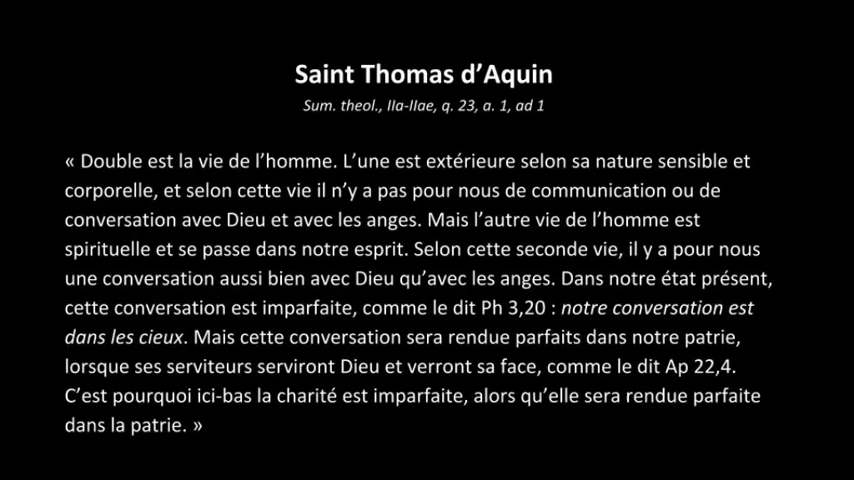 Saint Thomas d’Aquin
Sum. theol., IIa-IIae, q. 23, a. 1, ad 1
« Double est la vie de l’homme. L’une est extérieure selon sa nature sensible et
corporelle, et selon cette vie il n’y a pas pour nous de communication ou de
conversation avec Dieu et avec les anges. Mais l’autre vie de l’homme est
spirituelle et se passe dans notre esprit. Selon cette seconde vie, il y a pour nous
une conversation aussi bien avec Dieu qu’avec les anges. Dans notre état présent,
cette conversation est imparfaite, comme le dit Ph 3,20 : notre conversation est
dans les cieux. Mais cette conversation sera rendue parfaits dans notre patrie,
lorsque ses serviteurs serviront Dieu et verront sa face, comme le dit Ap 22,4.
C’est pourquoi ici-bas la charité est imparfaite, alors qu’elle sera rendue parfaite
dans la patrie. »